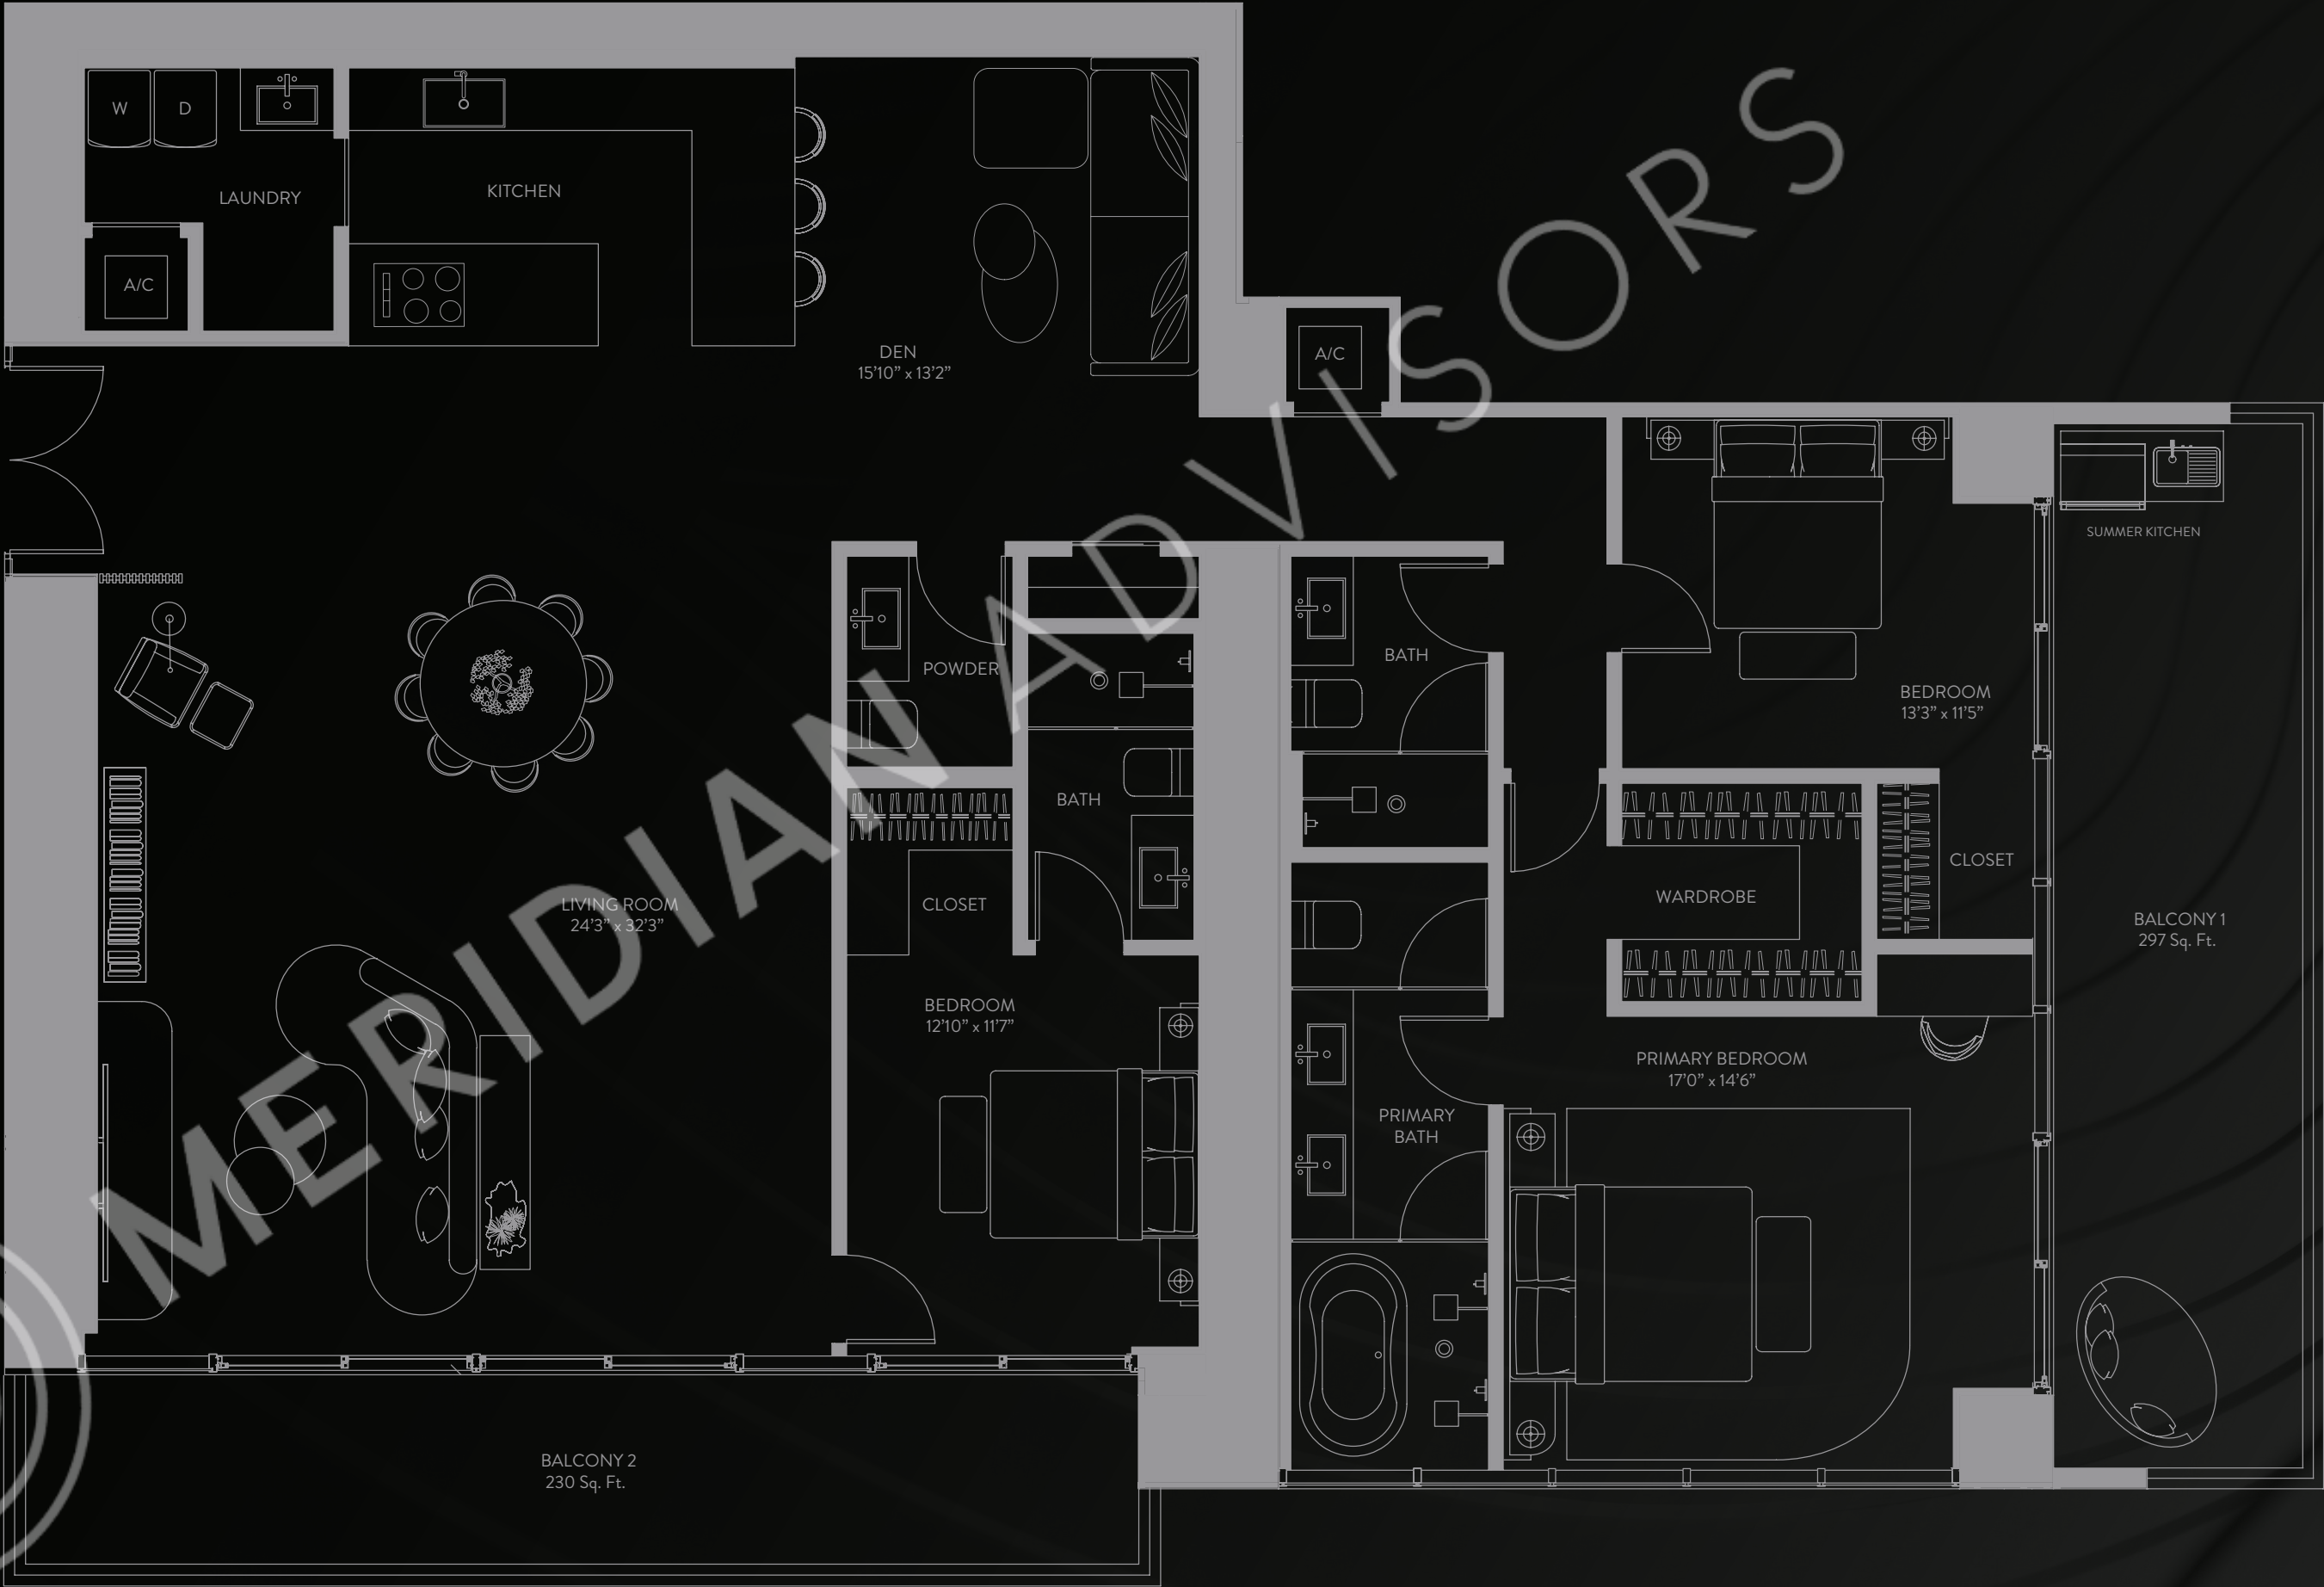 W
D
LAUNDRY
KITCHEN
A/C
DEN
15'10” x 13'2”
A/C
SUMMER KITCHEN
POWDER
BATH
BEDROOM
13'3” x 11'5”
BATH
CLOSET
LIVING ROOM
24'3” x 32'3”
CLOSET
WARDROBE
BALCONY 1
297 Sq. Ft.
BEDROOM
12'10” x 11'7”
PRIMARY BEDROOM
17'0” x 14'6”
PRIMARY
BATH
BALCONY 2
230 Sq. Ft.
MERIDIAN ADVISORS